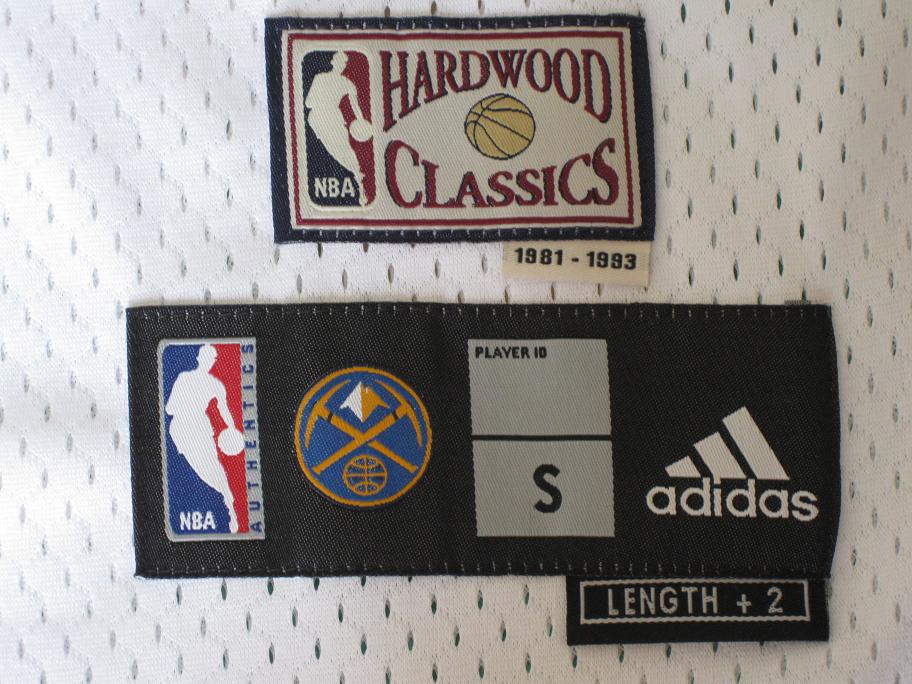 HARDWOOD
NBA
CLASSICS
1981 - 1993
NBA
AUTHENTICS
PLAYER ID
S
adidas
LENGTH + 2